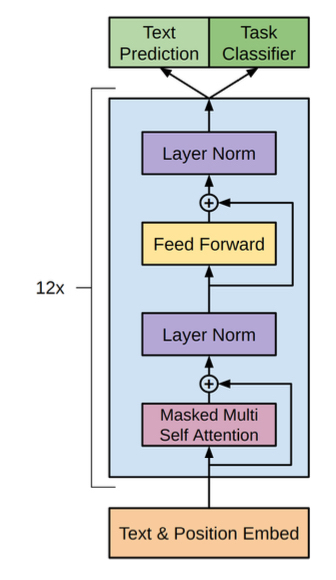 Text
Prediction
Task
Classifier
Layer Norm
Feed Forward
12x
Layer Norm
Masked Multi
Self Attention
Text & Position Embed